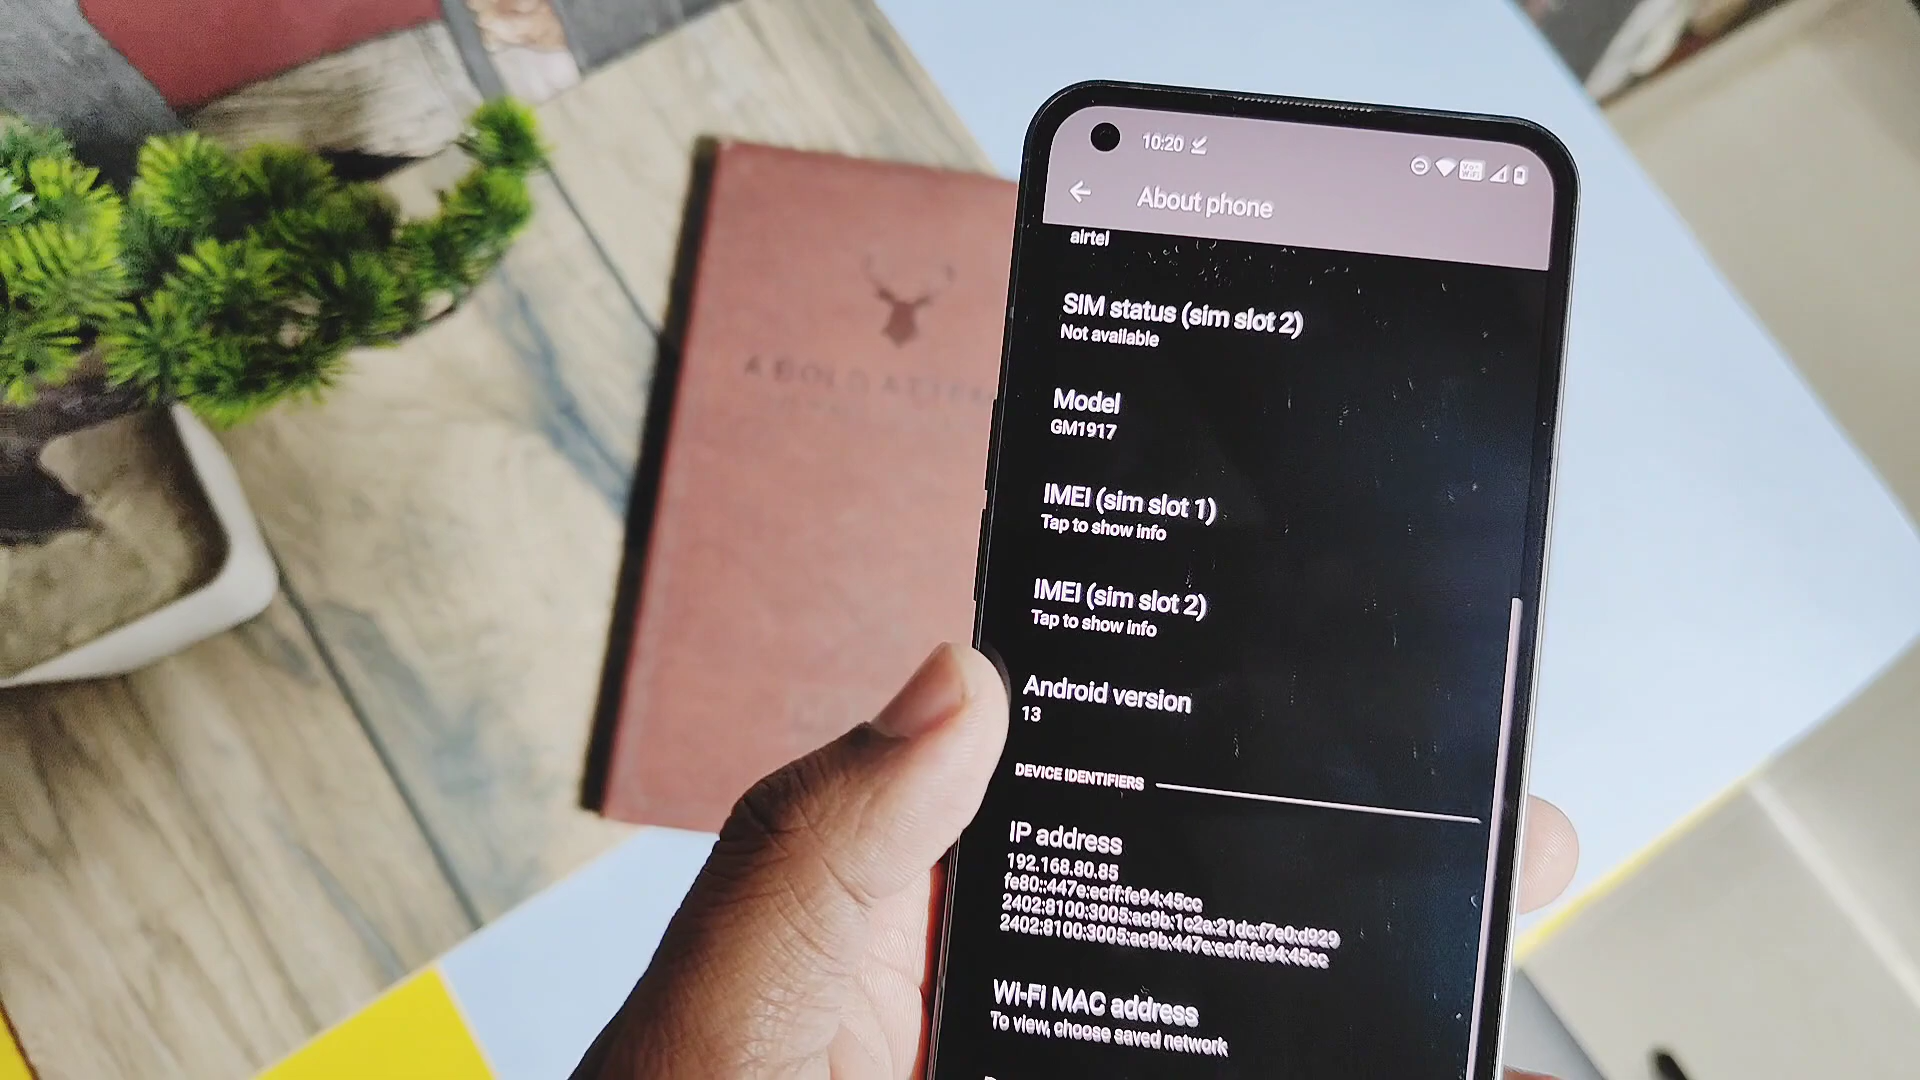 10:20
Vo
WiFi
About phone
airtel
SIM status (sim slot 2)
Not available
Model
GM1917
IMEI (sim slot 1)
Tap to show info
IMEI (sim slot 2)
Tap to show info
Android version
13
DEVICE IDENTIFIERS
IP address
192.168.80.85
fe80::447e:ecff:fe94:45cc
2402:8100:3005:ac9b:1c2a:21dc:f7e0:d929
2402:8100:3005:ac9b:447e:ecff:fe94:45cc
Wi-Fi MAC address
To view, choose saved network
A BOLD